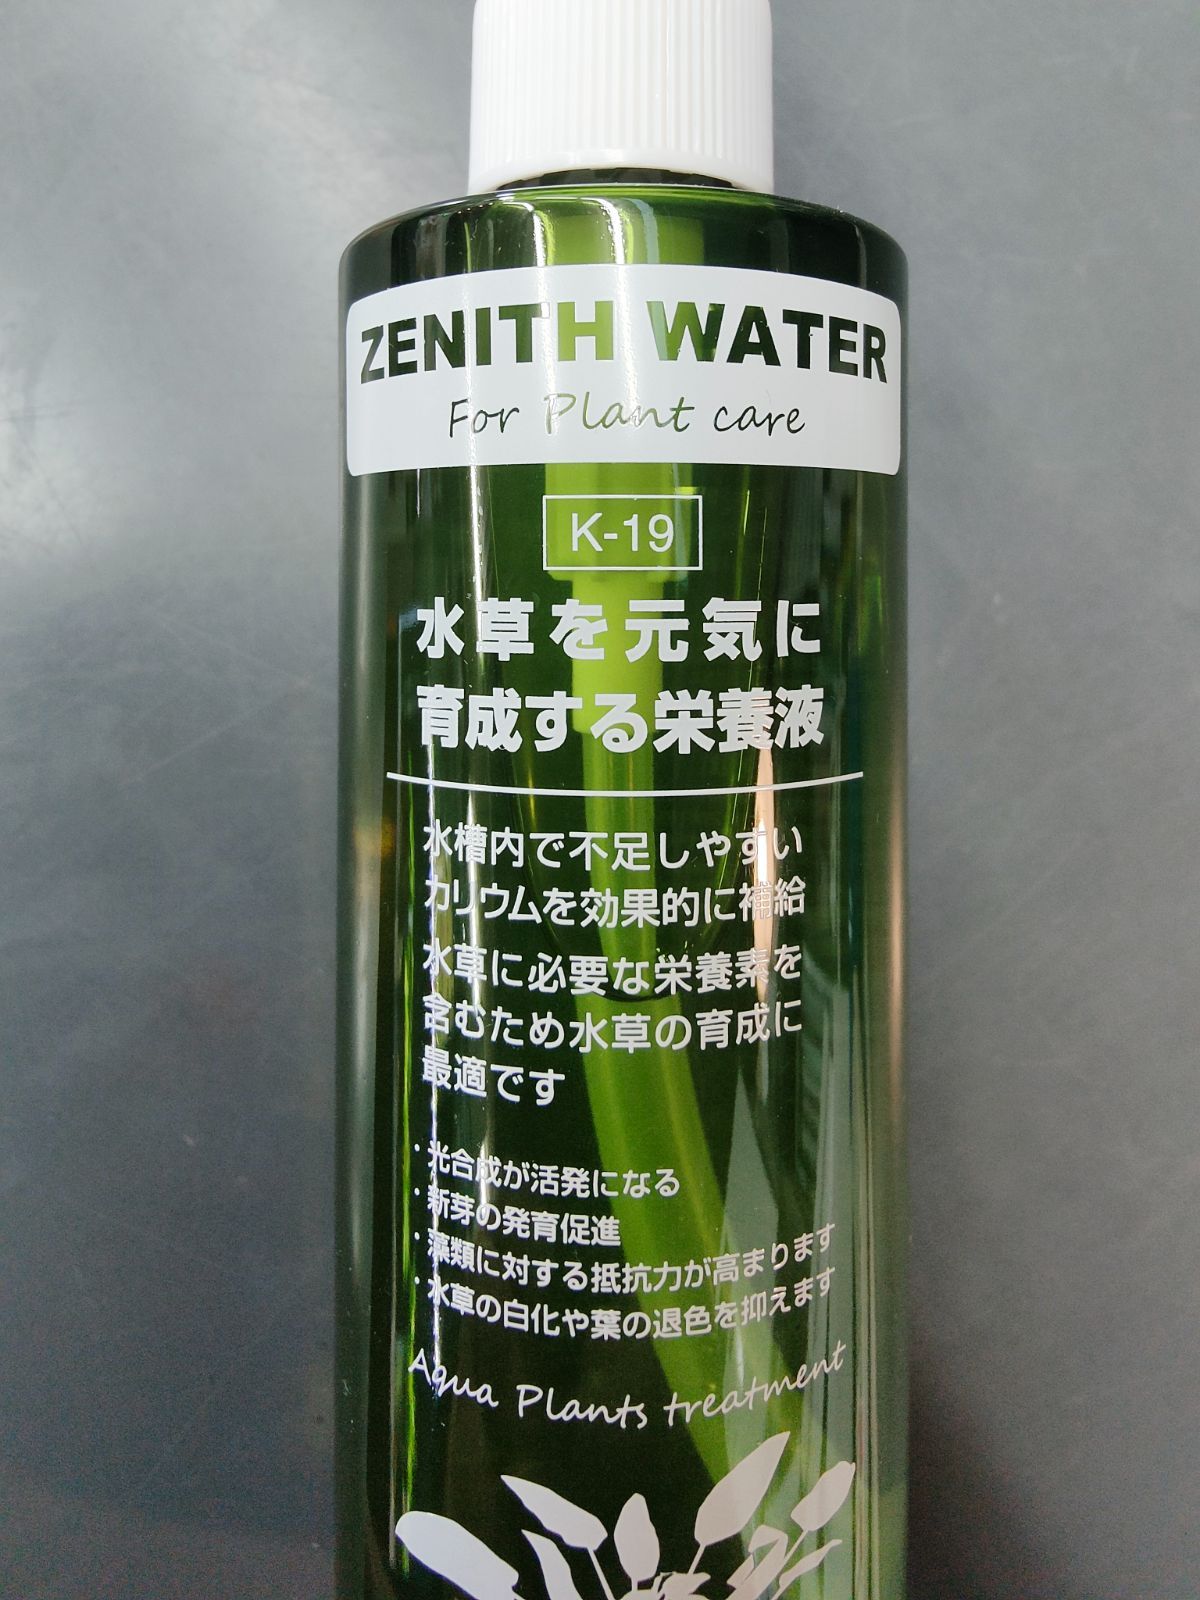 ZENITH WATER
For Plant care
K-19
水草を元気に
育成する栄養液
水槽内で不足しやすい
カリウムを効果的に補給
水草に必要な栄養素を
含むため水草の育成に
最適です
・光合成が活発になる
・新芽の発育促進
・藻類に対する抵抗力が高まります
・水草の白化や葉の退色を抑えます
Aqua Plants treatment